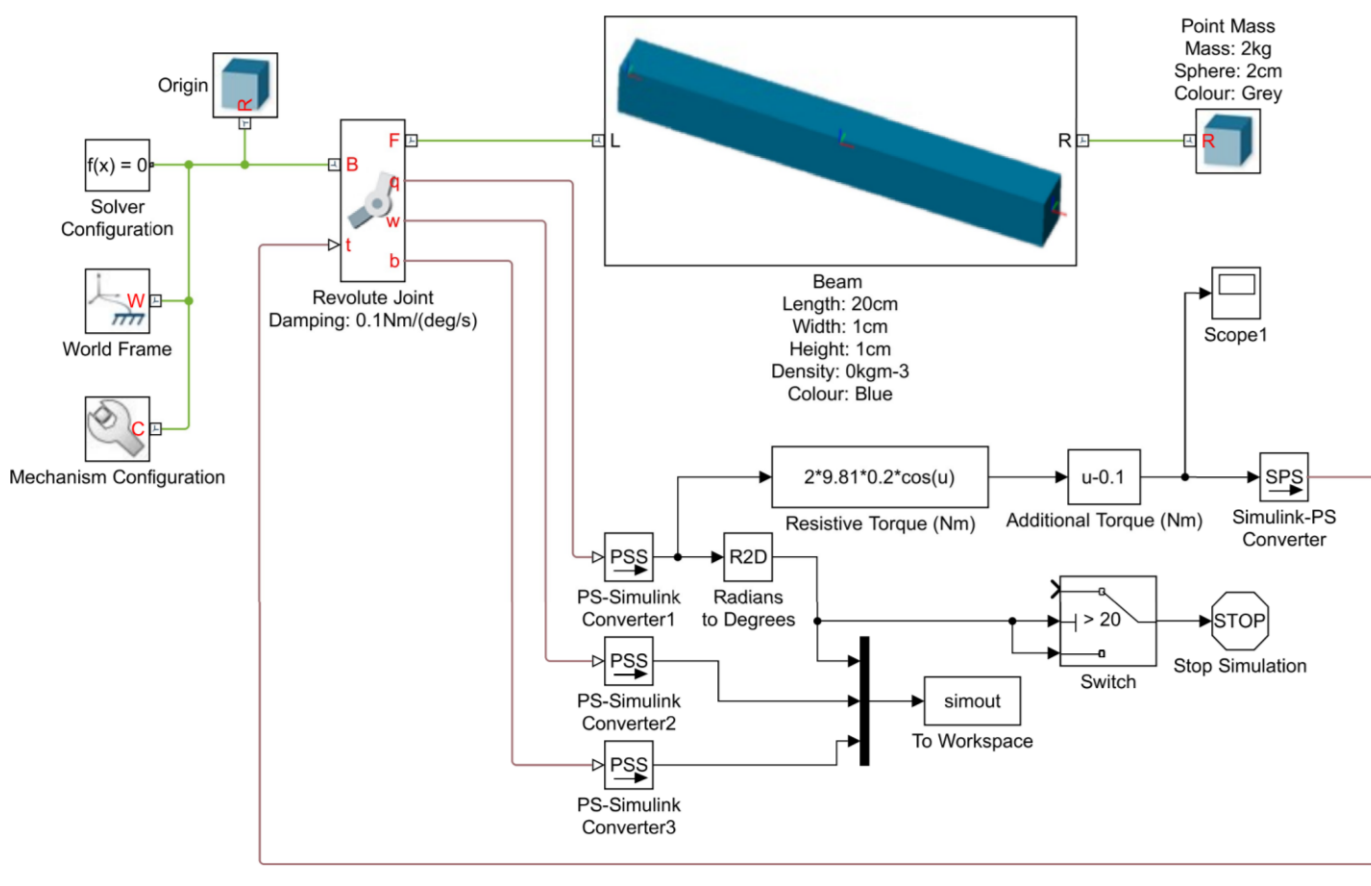 Point Mass
Mass: 2kg
Sphere: 2cm
Colour: Grey
Origin
R
f(x) = 0
Solver
Configuration
W
World Frame
C
Mechanism Configuration
B
F
q
w
t
b
Revolute Joint
Damping: 0.1Nm/(deg/s)
L
R
R
Beam
Length: 20cm
Width: 1cm
Height: 1cm
Density: 0kgm-3
Colour: Blue
Scope1
2*9.81*0.2*cos(u)
Resistive Torque (Nm)
u-0.1
Additional Torque (Nm)
SPS
Simulink-PS
Converter
PSS
PS-Simulink
Converter1
R2D
Radians
to Degrees
> 20
Switch
STOP
Stop Simulation
PSS
PS-Simulink
Converter2
simout
To Workspace
PSS
PS-Simulink
Converter3